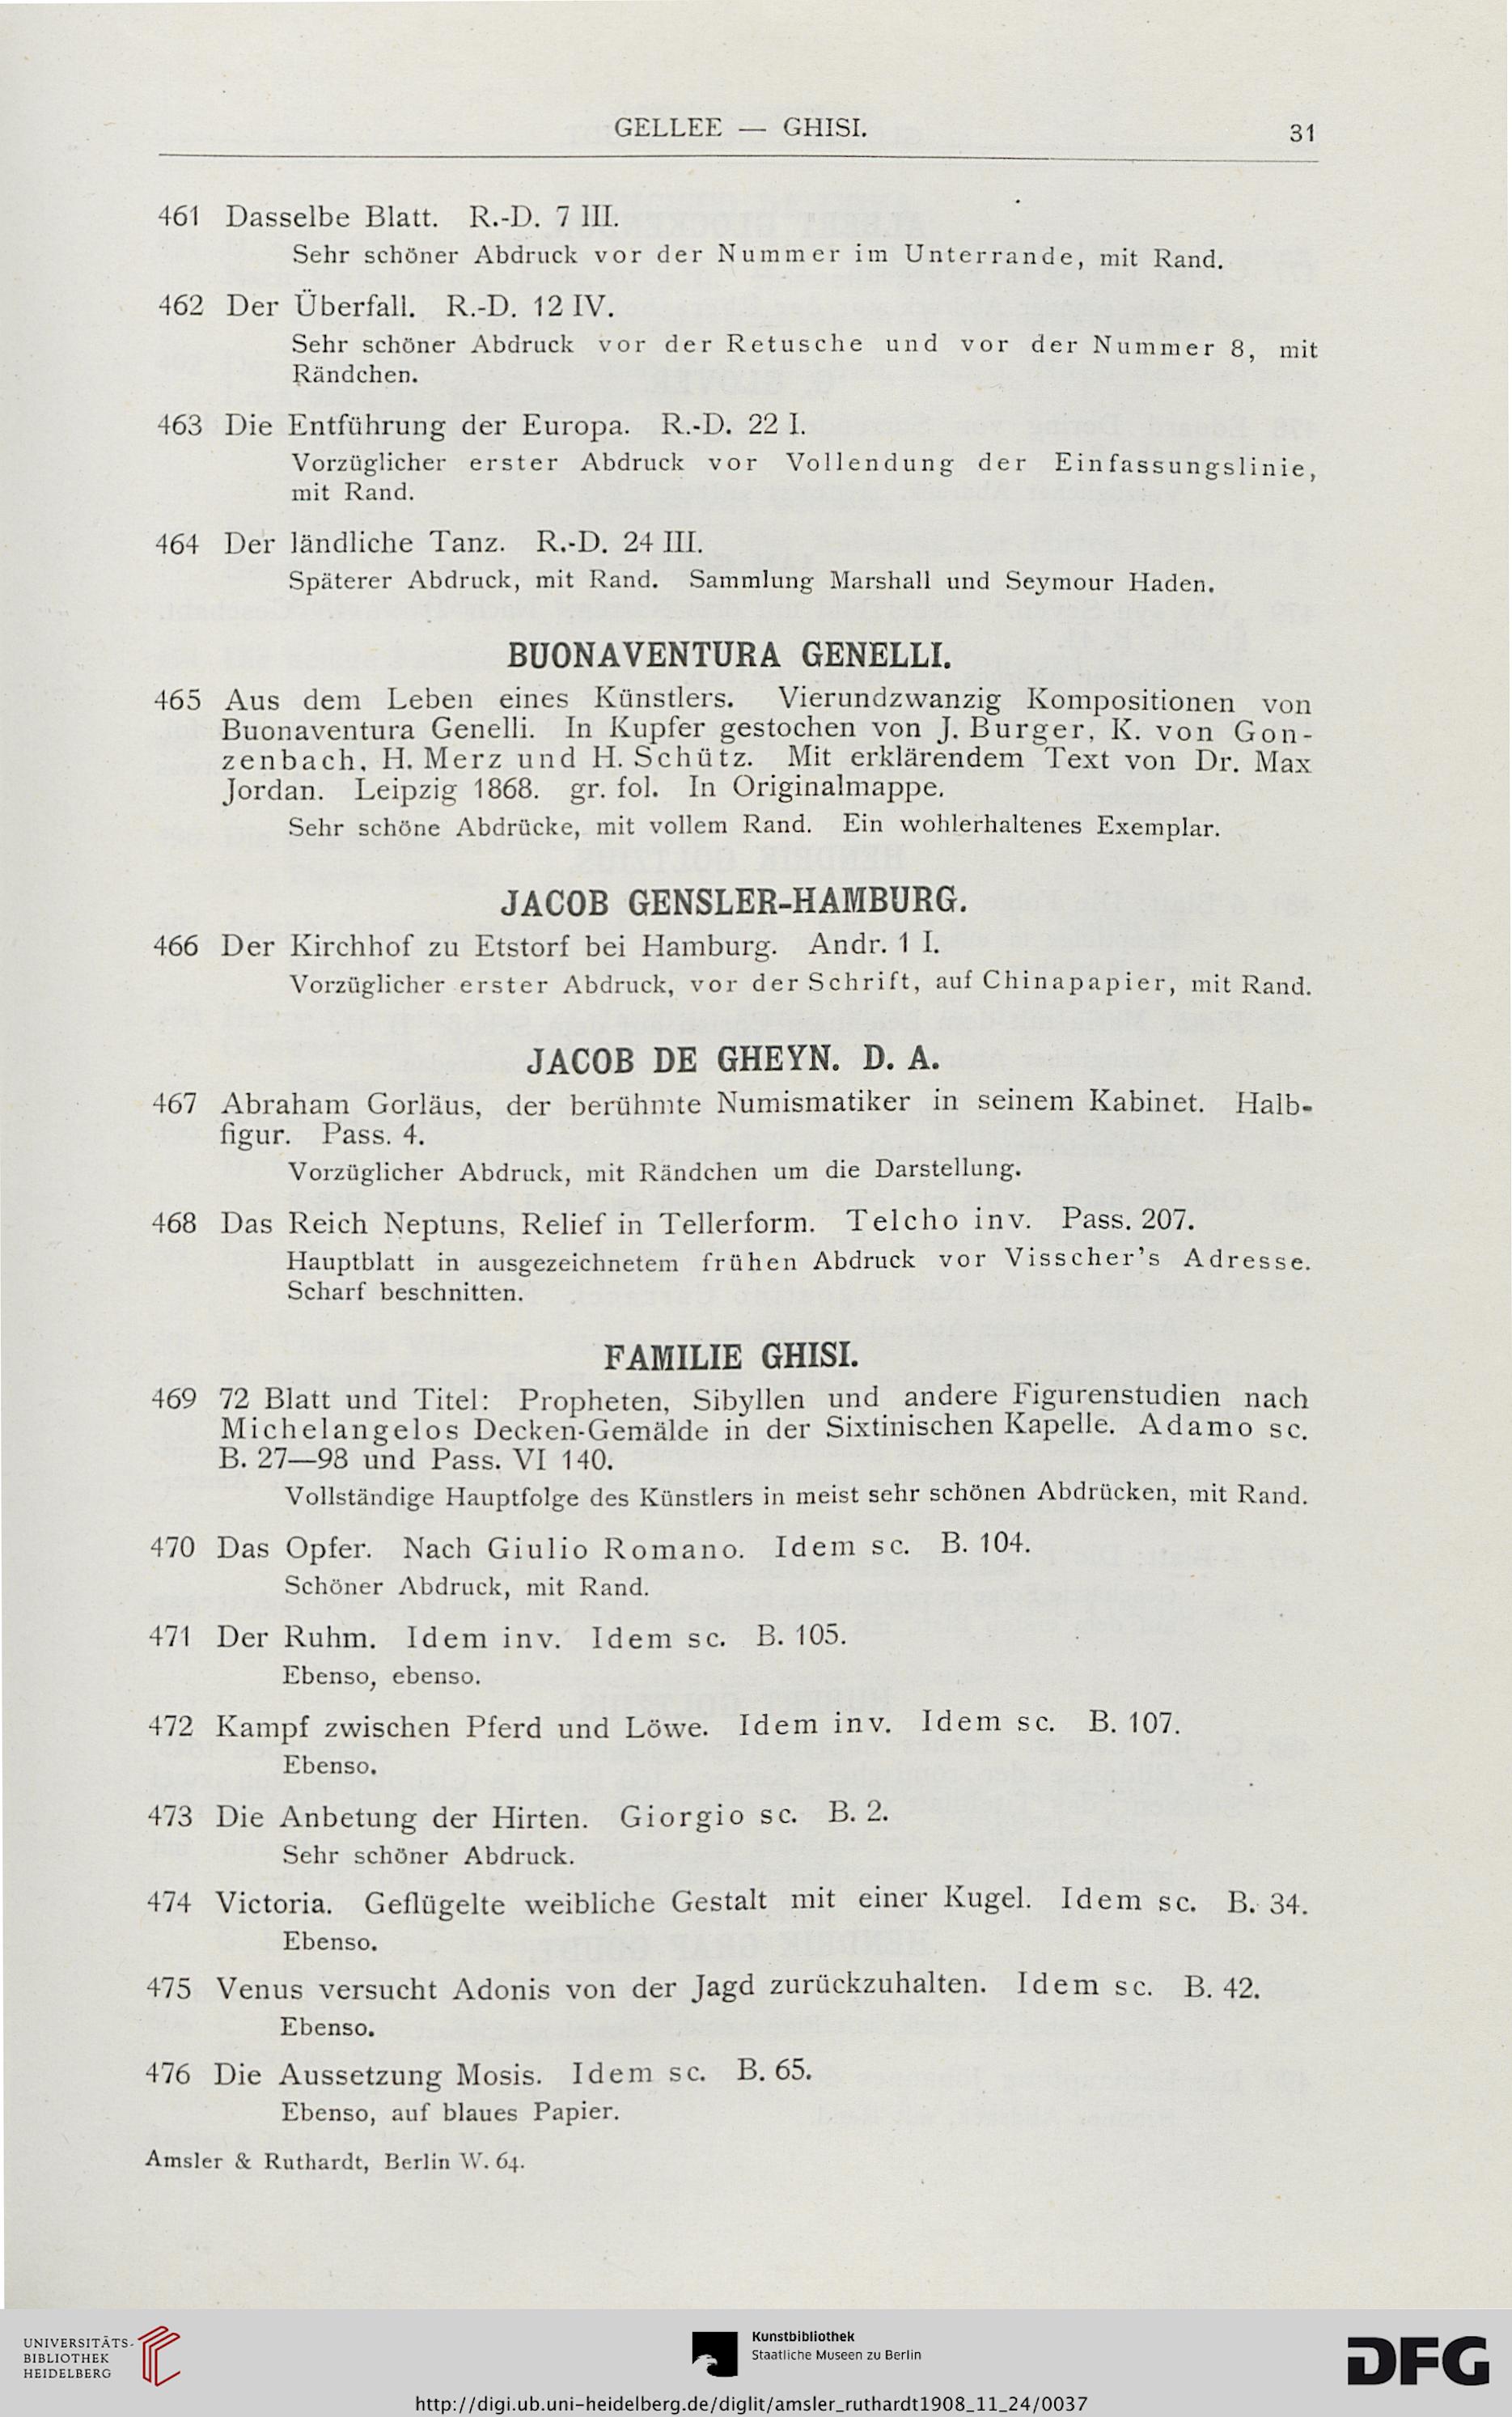 GELLEE — GHISI.
31
461 Dasselbe Blatt. R.-D. 7 III.
Sehr schöner Abdruck vor der Nummer im Unterrande, mit Rand.
462 Der Überfall. R.-D. 12 IV.
Sehr schöner Abdruck vor der Retusche und vor der Nummer 8, mit
Rändchen.
463 Die Entführung der Europa. R.-D. 22 I.
Vorzüglicher erster Abdruck vor Vollendung der Einfassungslinie,
mit Rand.
464 Der ländliche Tanz. R.-D. 24 III.
Späterer Abdruck, mit Rand. Sammlung Marshall und Seymour Haden.
BUONAVENTURA GENELLI.
465 Aus dem Leben eines Künstlers. Vierundzwanzig Kompositionen von
Buonaventura Genelli. In Kupfer gestochen von J. Burger, K. von Gon-
zenbach, H. Merz und H. Schütz. Mit erklärendem Text von Dr. Max
Jordan. Leipzig 1868. gr. fol. In Originalmappe.
Sehr schöne Abdrücke, mit vollem Rand. Ein wohlerhaltenes Exemplar.
JACOB GENSLER-HAMBURG.
466 Der Kirchhof zu Etstorf bei Hamburg. Andr. 1 I.
Vorzüglicher erster Abdruck, vor der Schrift, auf Chinapapier, mit Rand.
JACOB DE GHEYN. D. A.
467 Abraham Gorläus, der berühmte Numismatiker in seinem Kabinet. Halb-
figur. Pass. 4.
Vorzüglicher Abdruck, mit Rändchen um die Darstellung.
468 Das Reich Neptuns, Relief in Tellerform. Telcho inv. Pass. 207.
Hauptblatt in ausgezeichnetem frühen Abdruck vor Visscher's Adresse.
Scharf beschnitten.
FAMILIE GHISI.
469 72 Blatt und Titel: Propheten, Sibyllen und andere Figurenstudien nach
Michelangelos Decken-Gemälde in der Sixtinischen Kapelle. Adamo sc.
B. 27—98 und Pass. VI 140.
Vollständige Hauptfolge des Künstlers in meist sehr schönen Abdrücken, mit Rand.
470 Das Opfer. Nach Giulio Romano. Idem sc. B. 104.
Schöner Abdruck, mit Rand.
471 Der Ruhm. Idem inv. Idem sc. B. 105.
Ebenso, ebenso.
472 Kampf zwischen Pferd und Löwe. Idem inv. Idem sc. B. 107.
Ebenso.
473 Die Anbetung der Hirten. Giorgio sc. B. 2.
Sehr schöner Abdruck.
474 Victoria. Geflügelte weibliche Gestalt mit einer Kugel. Idem sc. B. 34.
Ebenso.
475 Venus versucht Adonis von der Jagd zurückzuhalten. Idem sc. B. 42.
Ebenso.
476 Die Aussetzung Mosis. Idem sc. B. 65.
Ebenso, auf blaues Papier.
Amsler & Ruthardt, Berlin W. 64.
UNIVERSITÄTS-
BIBLIOTHEK
HEIDELBERG
Kunstbibliothek
Staatliche Museen zu Berlin
DFG
http://digi.ub.uni-heidelberg.de/diglit/amsler_ruthardt1908_11_24/0037